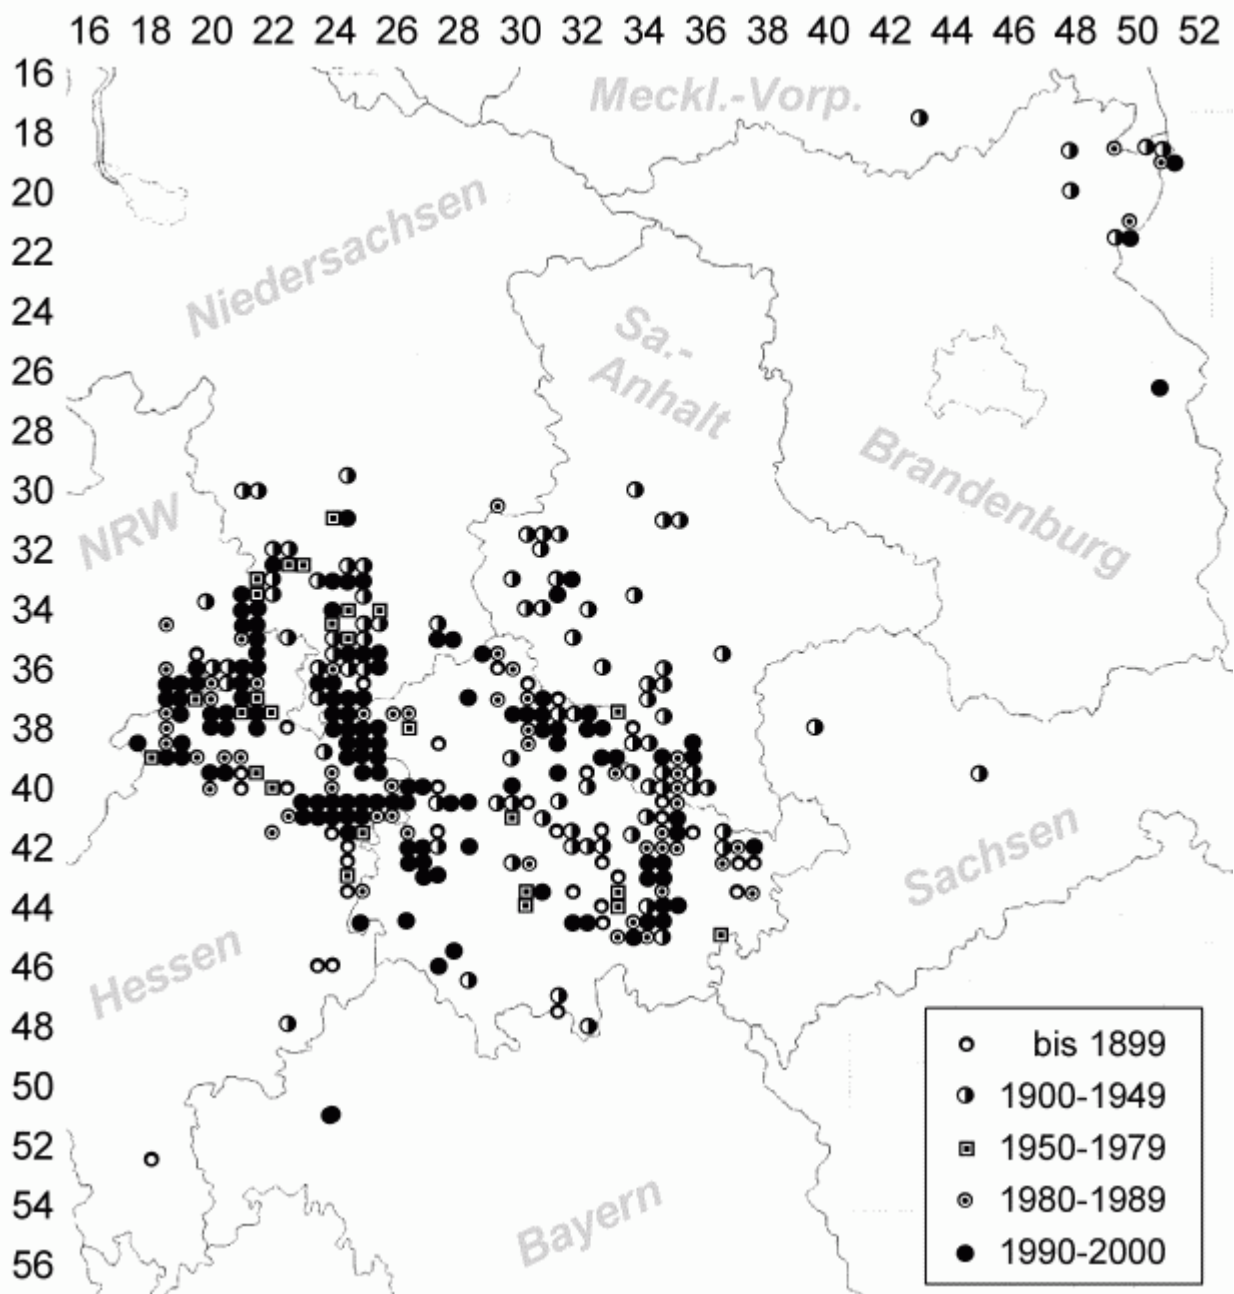 16 18 20 22 24 26 28 30 32 34 36 38 40 42 44 46 48 50 52
16
18
20
22
24
26
28
30
32
34
36
38
40
42
44
46
48
50
52
54
56
Meckl.-Vorp.
Niedersachsen
Sa.-
Anhalt
Brandenburg
NRW
Sachsen
Hessen
Bayern
bis 1899
1900-1949
1950-1979
1980-1989
1990-2000